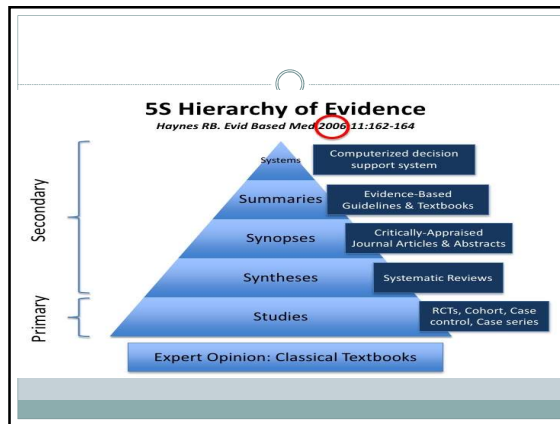 5S Hierarchy of Evidence
Haynes RB. Evid Based Med 2006 11:162-164
Secondary
Primary
Systems
Computerized decision
support system
Summaries
Evidence-Based
Guidelines & Textbooks
Synopses
Critically-Appraised
Journal Articles & Abstracts
Syntheses
Systematic Reviews
Studies
RCTs, Cohort, Case
control, Case series
Expert Opinion: Classical Textbooks